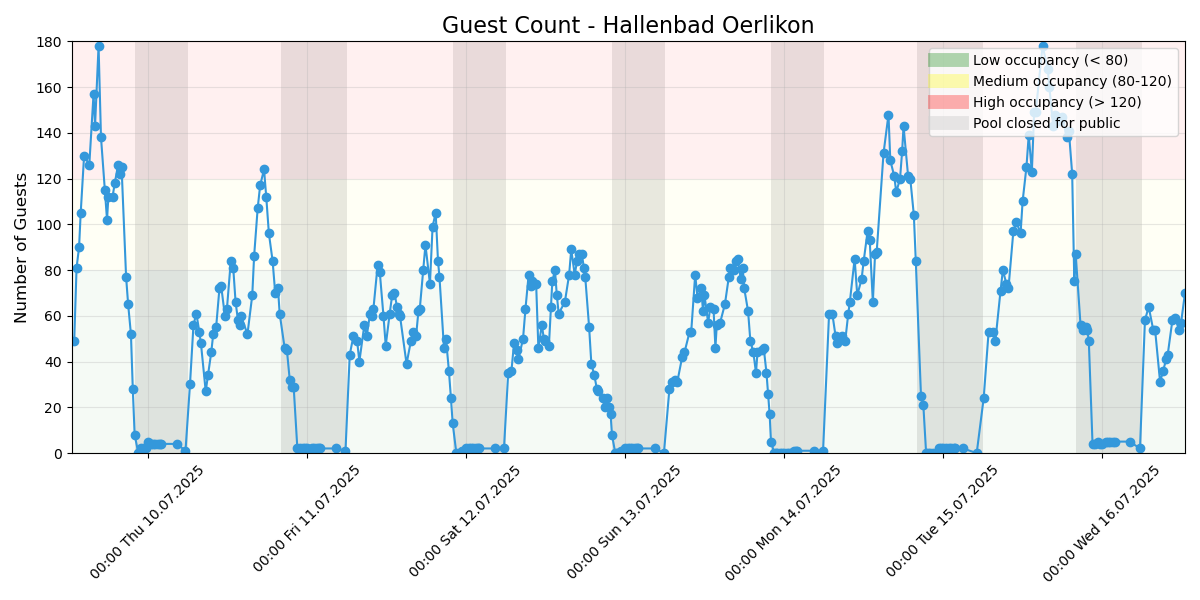 Guest Count - Hallenbad Oerlikon
Number of Guests
180
160
140
120
100
80
60
40
20
0
Low occupancy (< 80)
Medium occupancy (80-120)
High occupancy (> 120)
Pool closed for public
00:00 Thu 10.07.2025
00:00 Fri 11.07.2025
00:00 Sat 12.07.2025
00:00 Sun 13.07.2025
00:00 Mon 14.07.2025
00:00 Tue 15.07.2025
00:00 Wed 16.07.2025